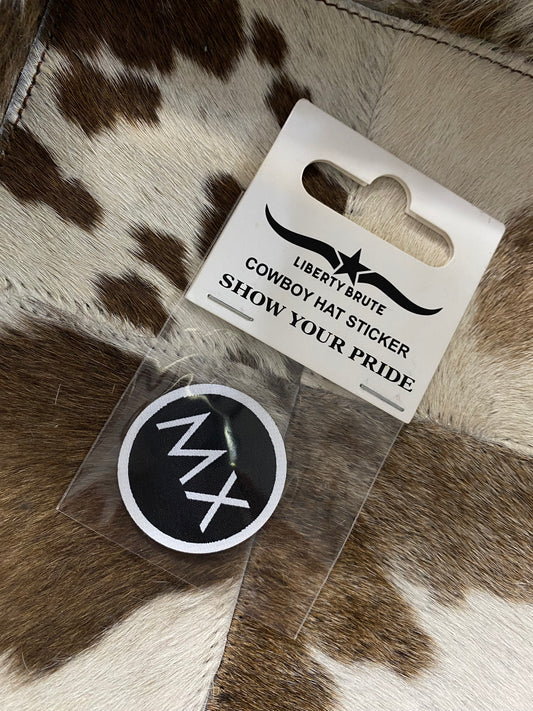 LIBERTY BRUTE
COWBOY HAT STICKER
SHOW YOUR PRIDE
MX